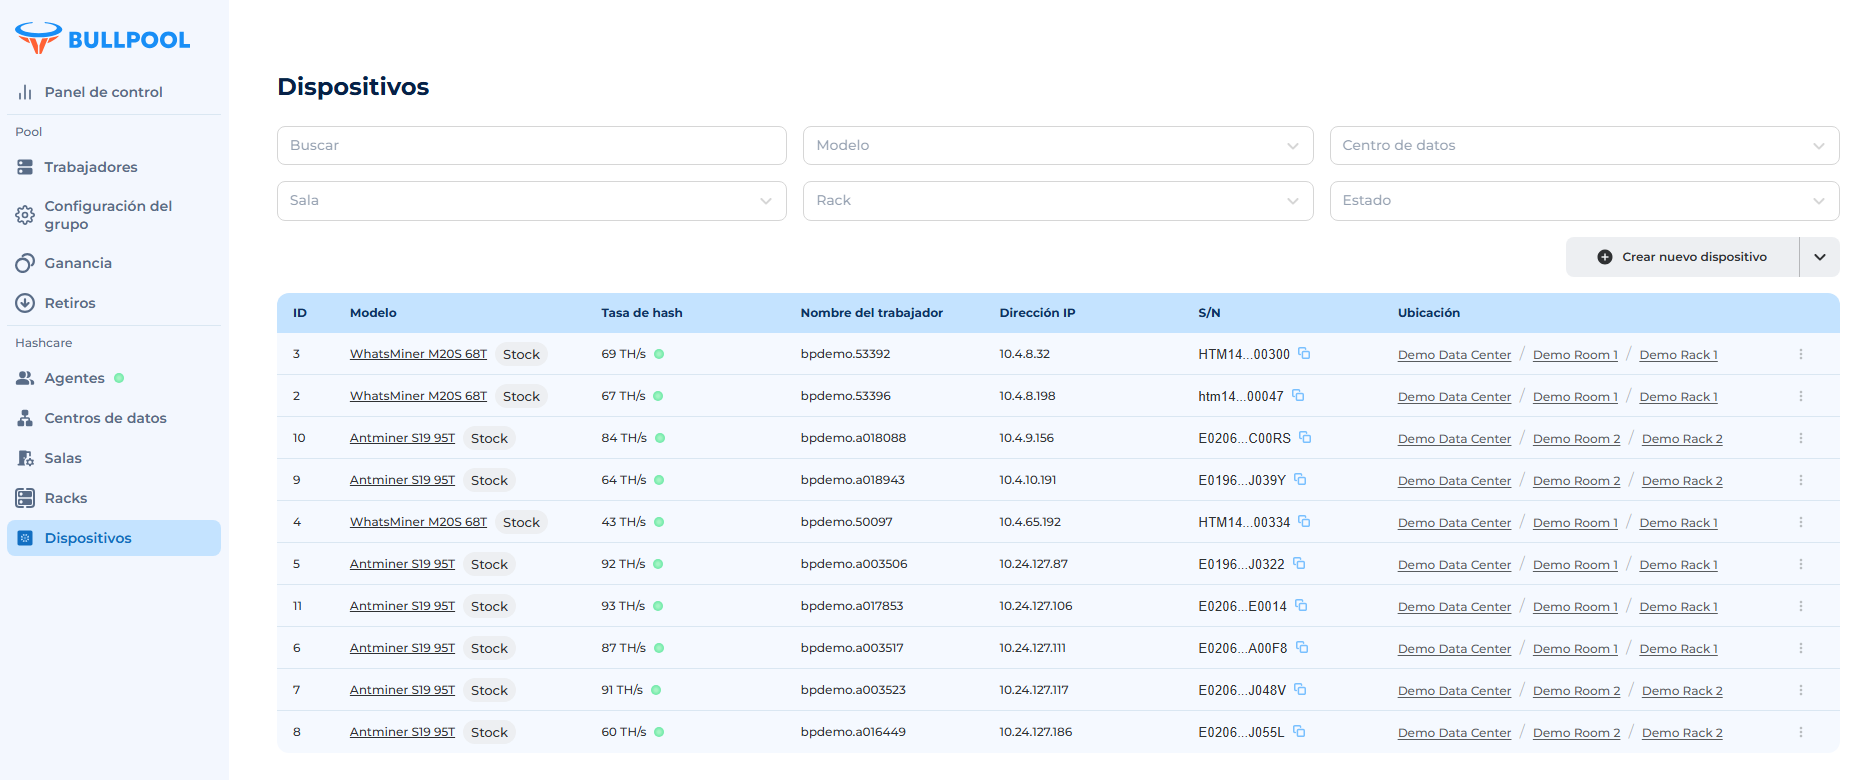 BULLPOOL
Panel de control
Pool
Trabajadores
Configuración del
grupo
Ganancia
Retiros
Hashcare
Agentes
Centros de datos
Salas
Racks
Dispositivos
Dispositivos
Buscar Modelo Centro de datos
Sala Rack Estado
Crear nuevo dispositivo
ID Modelo Tasa de hash Nombre del trabajador Dirección IP S/N Ubicación
3 WhatsMiner M20S 68T Stock 69 TH/s bpdemo.53392 10.4.8.32 HTM14...00300 Demo Data Center / Demo Room 1 / Demo Rack 1
2 WhatsMiner M20S 68T Stock 67 TH/s bpdemo.53396 10.4.8.198 htm14...00047 Demo Data Center / Demo Room 1 / Demo Rack 1
10 Antminer S19 95T Stock 84 TH/s bpdemo.a018088 10.4.9.156 E0206...C00RS Demo Data Center / Demo Room 2 / Demo Rack 2
9 Antminer S19 95T Stock 64 TH/s bpdemo.a018943 10.4.10.191 E0196...J039Y Demo Data Center / Demo Room 2 / Demo Rack 2
4 WhatsMiner M20S 68T Stock 43 TH/s bpdemo.50097 10.4.65.192 HTM14...00334 Demo Data Center / Demo Room 1 / Demo Rack 1
5 Antminer S19 95T Stock 92 TH/s bpdemo.a003506 10.24.127.87 E0196...J0322 Demo Data Center / Demo Room 1 / Demo Rack 1
11 Antminer S19 95T Stock 93 TH/s bpdemo.a017853 10.24.127.106 E0206...E0014 Demo Data Center / Demo Room 1 / Demo Rack 1
6 Antminer S19 95T Stock 87 TH/s bpdemo.a003517 10.24.127.111 E0206...A00F8 Demo Data Center / Demo Room 1 / Demo Rack 1
7 Antminer S19 95T Stock 91 TH/s bpdemo.a003523 10.24.127.117 E0206...J048V Demo Data Center / Demo Room 2 / Demo Rack 2
8 Antminer S19 95T Stock 60 TH/s bpdemo.a016449 10.24.127.186 E0206...J055L Demo Data Center / Demo Room 2 / Demo Rack 2